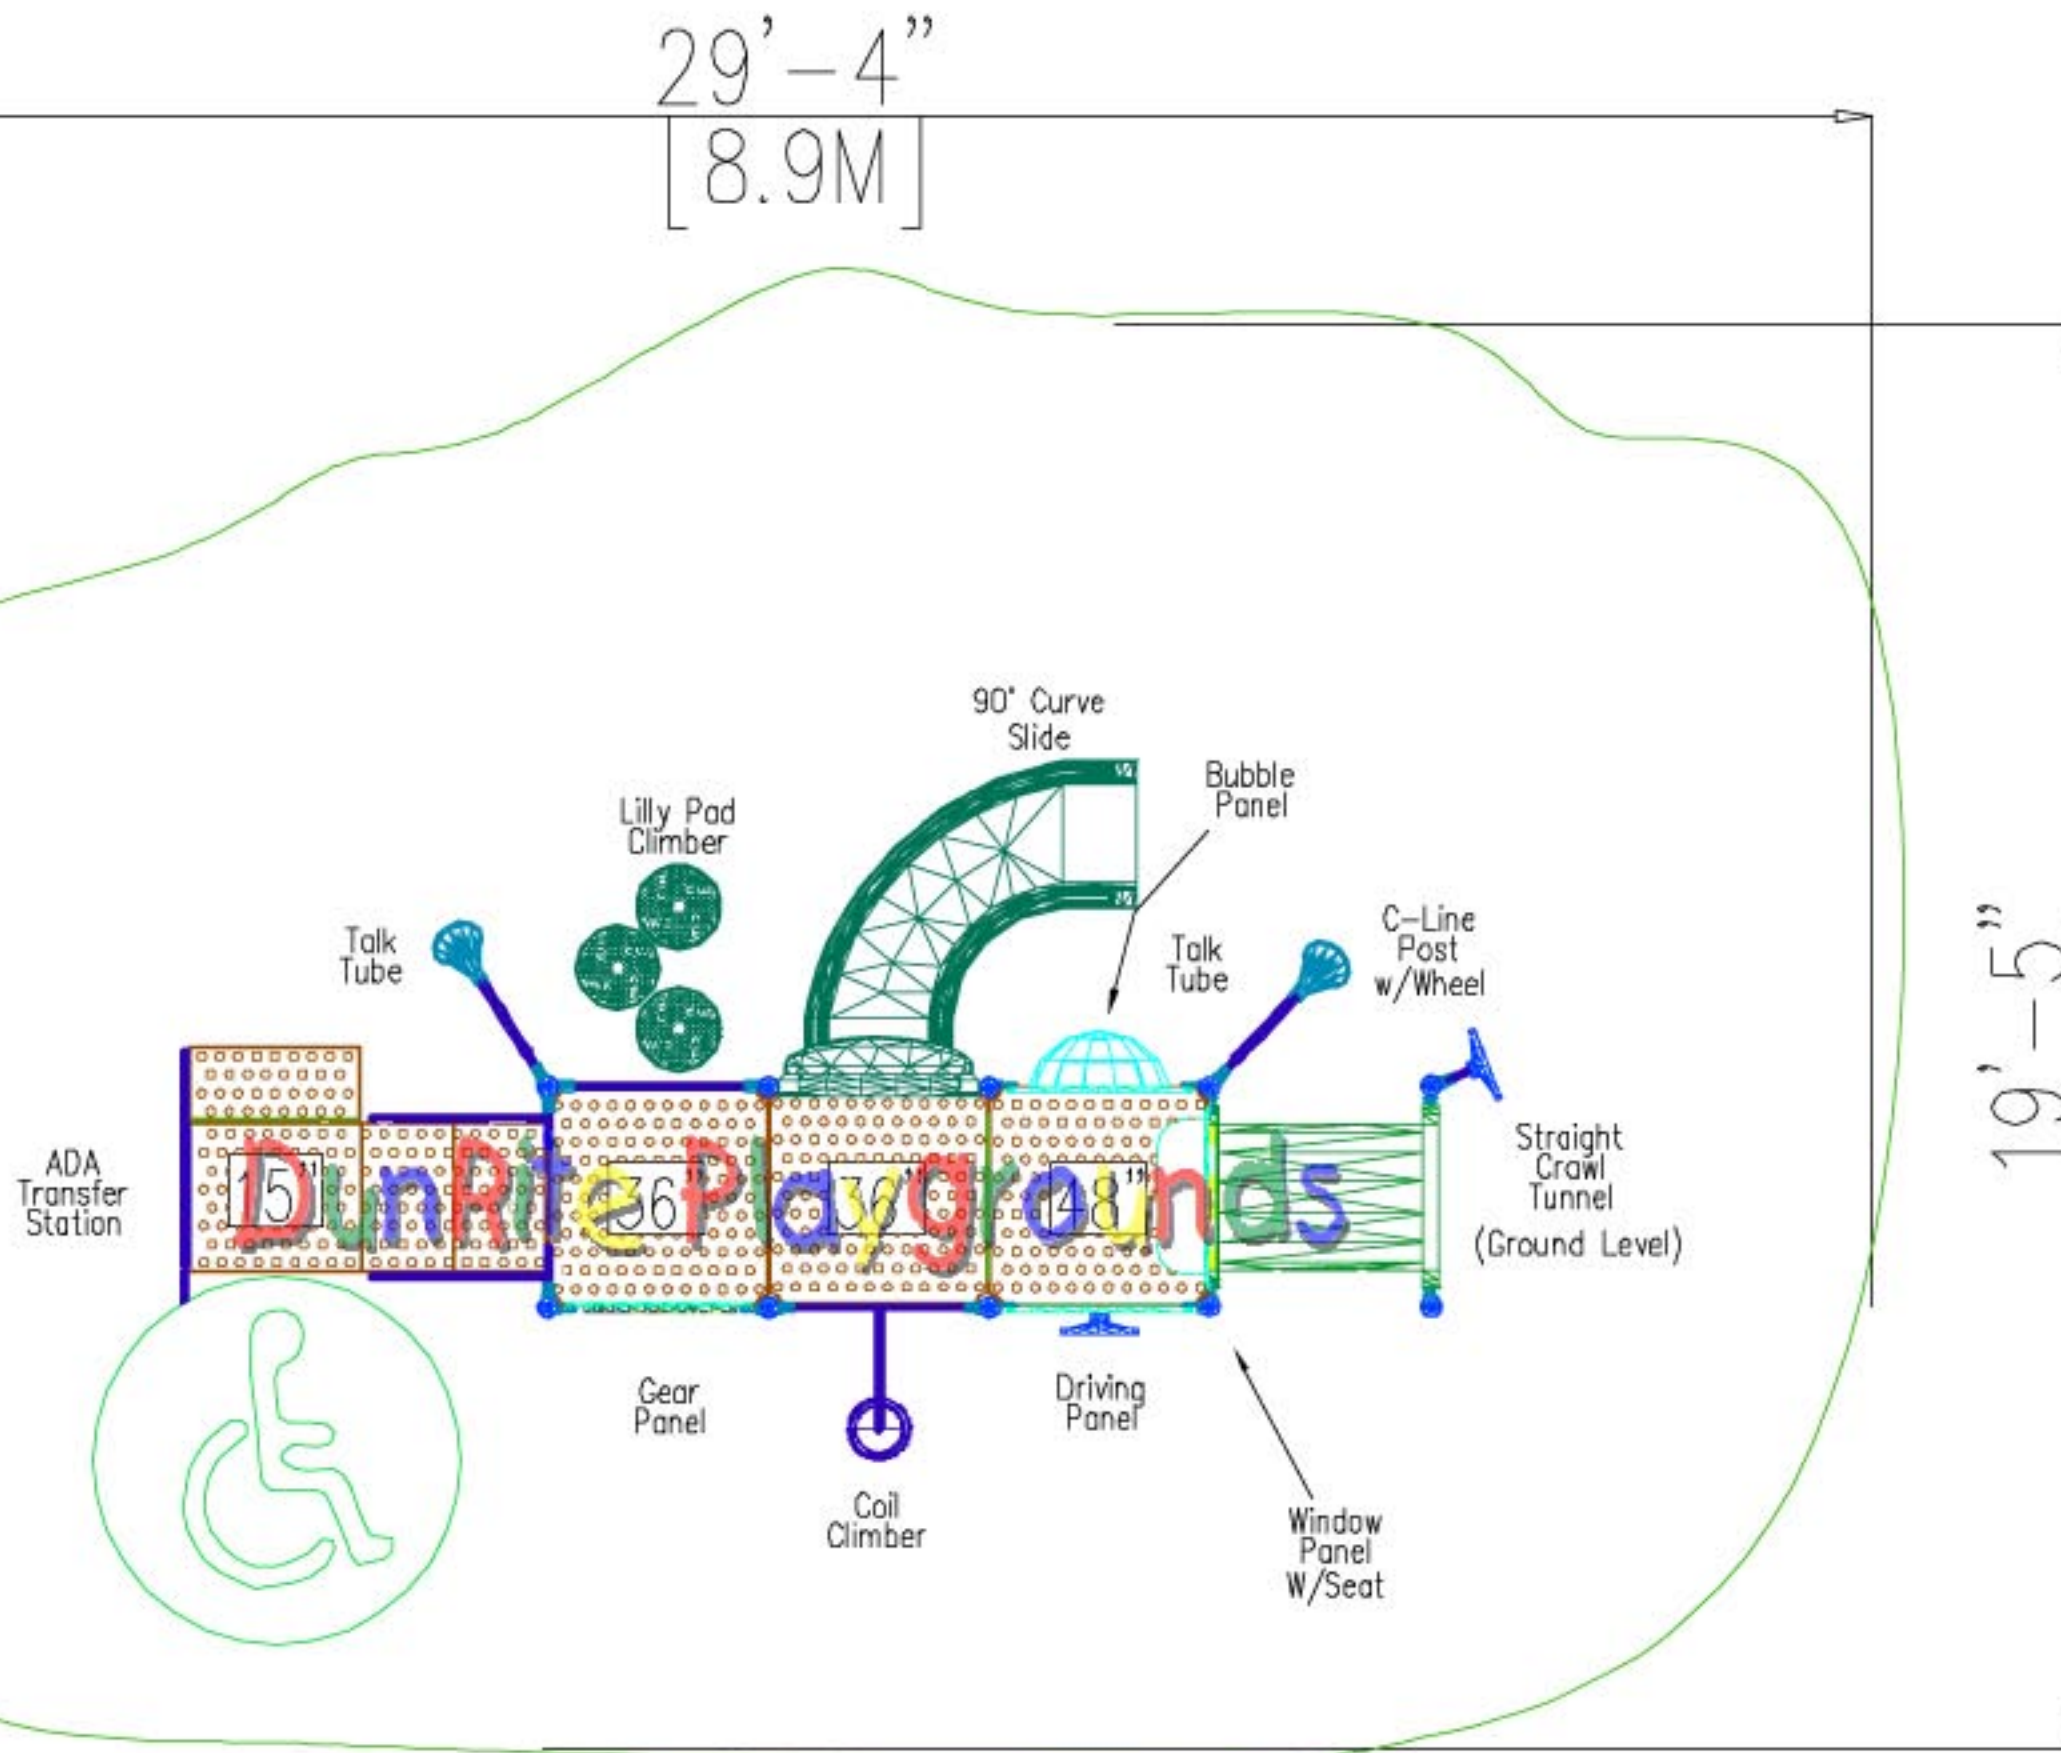 29'-4"
[8.9M]
90° Curve
Slide
Bubble
Panel
Lilly Pad
Climber
C-Line
Post
w/Wheel
Talk
Tube
Talk
Tube
19'-5"
Straight
Crawl
Tunnel
(Ground Level)
ADA
Transfer
Station
15" 36" 36" 48"
DunRite Playgrounds
Gear
Panel
Driving
Panel
Coil
Climber
Window
Panel
W/Seat